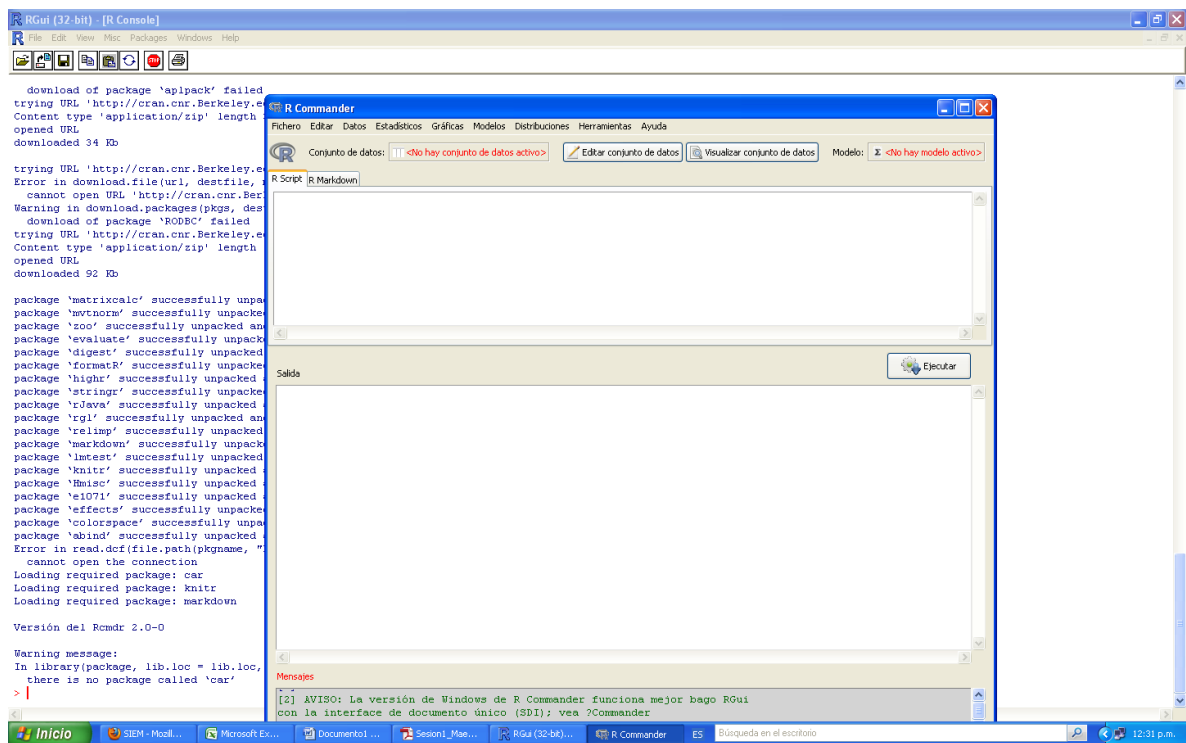 RGui (32-bit) - [R Console]
File Edit View Misc Packages Windows Help
download of package 'aplpack' failed
trying URL 'http://cran.cnr.Berkeley.e
Content type 'application/zip' length
opened URL
downloaded 34 Kb
trying URL 'http://cran.cnr.Berkeley.e
Error in download.file(url, destfile,
cannot open URL 'http://cran.cnr.Ber
Warning in download.packages(pkgs, des
download of package 'RODBC' failed
trying URL 'http://cran.cnr.Berkeley.e
Content type 'application/zip' length
opened URL
downloaded 92 Kb
package 'matrixcalc' successfully unpa
package 'mvtnorm' successfully unpacke
package 'zoo' successfully unpacked an
package 'evaluate' successfully unpack
package 'digest' successfully unpacked
package 'formatR' successfully unpacke
package 'highr' successfully unpacked
package 'stringr' successfully unpacke
package 'rJava' successfully unpacked
package 'rgl' successfully unpacked an
package 'relimp' successfully unpacked
package 'markdown' successfully unpack
package 'lmtest' successfully unpacked
package 'knitr' successfully unpacked
package 'Hmisc' successfully unpacked
package 'e1071' successfully unpacked
package 'effects' successfully unpacke
package 'colorspace' successfully unpa
package 'abind' successfully unpacked
Error in read.dcf(file.path(pkgname, "
cannot open the connection
Loading required package: car
Loading required package: knitr
Loading required package: markdown
Versión del Rcmdr 2.0-0
Warning message:
In library(package, lib.loc = lib.loc,
there is no package called 'car'
>
R Commander
Fichero Editar Datos Estadísticos Gráficas Modelos Distribuciones Herramientas Ayuda
Conjunto de datos: <No hay conjunto de datos activo> Editar conjunto de datos Visualizar conjunto de datos Modelo: Σ <No hay modelo activo>
R Script R Markdown
Salida
Ejecutar
Mensajes
[2] AVISO: La versión de Windows de R Commander funciona mejor bago RGui
con la interface de documento único (SDI); vea ?Commander
Inicio SIEM - Mozill... Microsoft Ex... Documento1 ... Sesion1_Mae... RGui (32-bit)... R Commander ES Búsqueda en el escritorio 12:31 p.m.